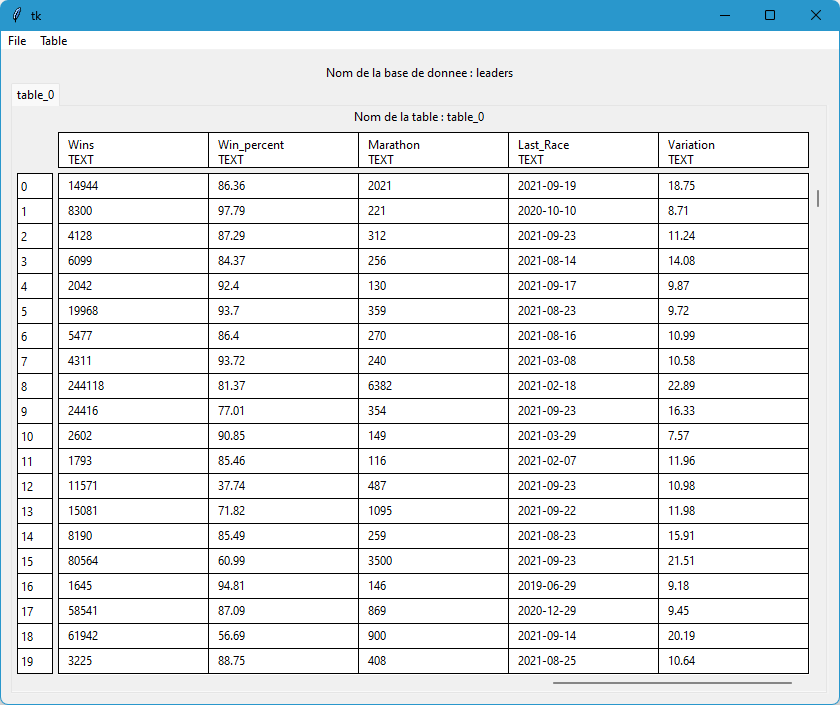 tk
File Table
Nom de la base de donnee : leaders
table_0
Nom de la table : table_0
Wins Win_percent Marathon Last_Race Variation
TEXT TEXT TEXT TEXT TEXT
0 14944 86.36 2021 2021-09-19 18.75
1 8300 97.79 221 2020-10-10 8.71
2 4128 87.29 312 2021-09-23 11.24
3 6099 84.37 256 2021-08-14 14.08
4 2042 92.4 130 2021-09-17 9.87
5 19968 93.7 359 2021-08-23 9.72
6 5477 86.4 270 2021-08-16 10.99
7 4311 93.72 240 2021-03-08 10.58
8 244118 81.37 6382 2021-02-18 22.89
9 24416 77.01 354 2021-09-23 16.33
10 2602 90.85 149 2021-03-29 7.57
11 1793 85.46 116 2021-02-07 11.96
12 11571 37.74 487 2021-09-23 10.98
13 15081 71.82 1095 2021-09-22 11.98
14 8190 85.49 259 2021-08-23 15.91
15 80564 60.99 3500 2021-09-23 21.51
16 1645 94.81 146 2019-06-29 9.18
17 58541 87.09 869 2020-12-29 9.45
18 61942 56.69 900 2021-09-14 20.19
19 3225 88.75 408 2021-08-25 10.64